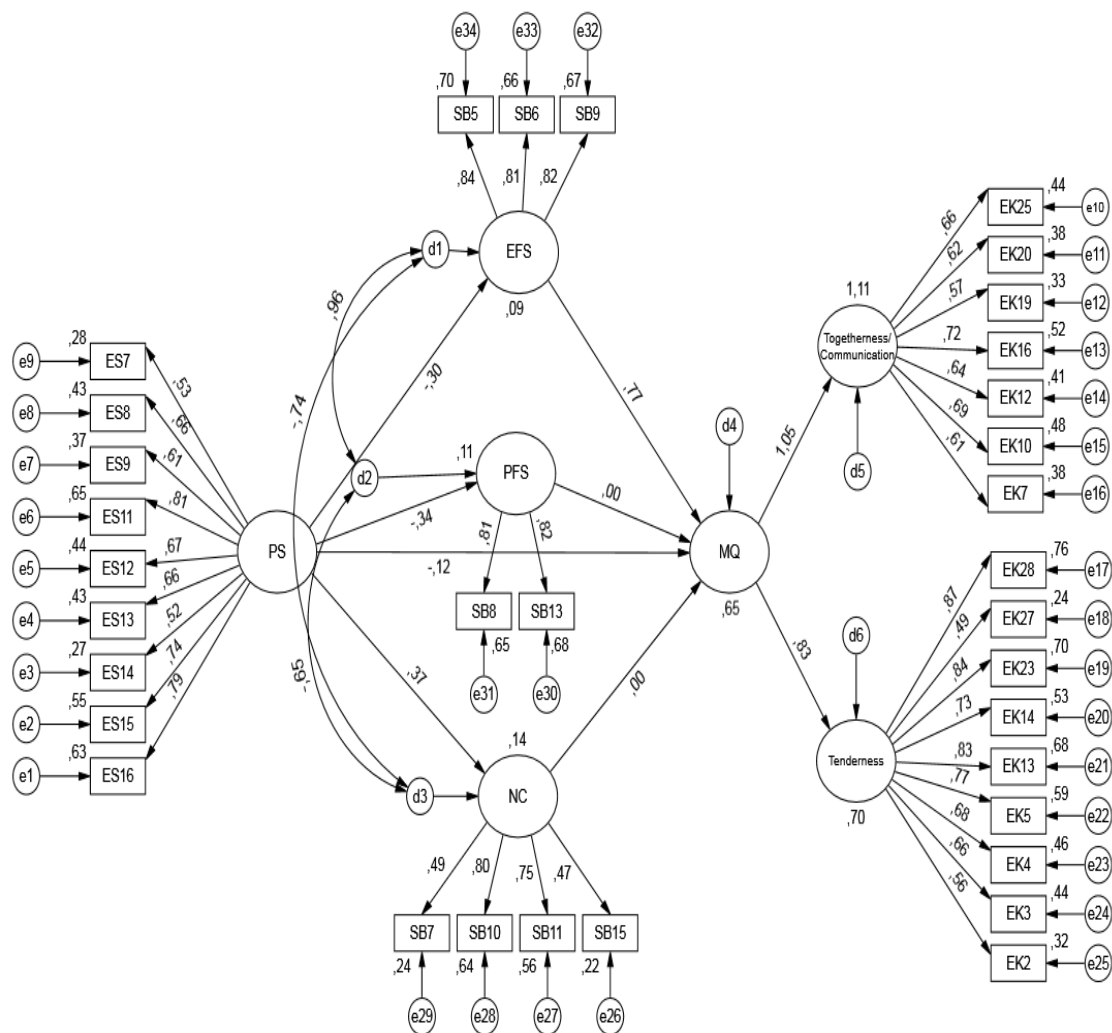 e34 e33 e32
,70 ,66 ,67
SB5 SB6 SB9
,84 ,81 ,82
d1 EFS
,09
,96
-,74
-,30
,77
e9 ,28 ES7 ,53
e8 ,43 ES8 ,66
e7 ,37 ES9 ,61
e6 ,65 ES11 ,81
e5 ,44 ES12 ,67
e4 ,43 ES13 ,66
e3 ,27 ES14 ,52
e2 ,55 ES15 ,74
e1 ,63 ES16 ,79
PS
d2 ,11 PFS
-,34 ,00
-,12
,81 ,82
SB8 SB13
,65 ,68
e31 e30
-,65
,37
,00
d4
MQ
,65
,14
d3 NC
,49 ,80 ,75 ,47
SB7 SB10 SB11 SB15
,24 ,64 ,56 ,22
e29 e28 e27 e26
1,05
,83
1,11
Togetherness/
Communication
d5
,66 EK25 ,44 e10
,62 EK20 ,38 e11
,57 EK19 ,33 e12
,72 EK16 ,52 e13
,64 EK12 ,41 e14
,69 EK10 ,48 e15
,61 EK7 ,38 e16
d6
Tenderness
,70
,87 EK28 ,76 e17
,49 EK27 ,24 e18
,84 EK23 ,70 e19
,73 EK14 ,53 e20
,83 EK13 ,68 e21
,77 EK5 ,59 e22
,68 EK4 ,46 e23
,66 EK3 ,44 e24
,56 EK2 ,32 e25